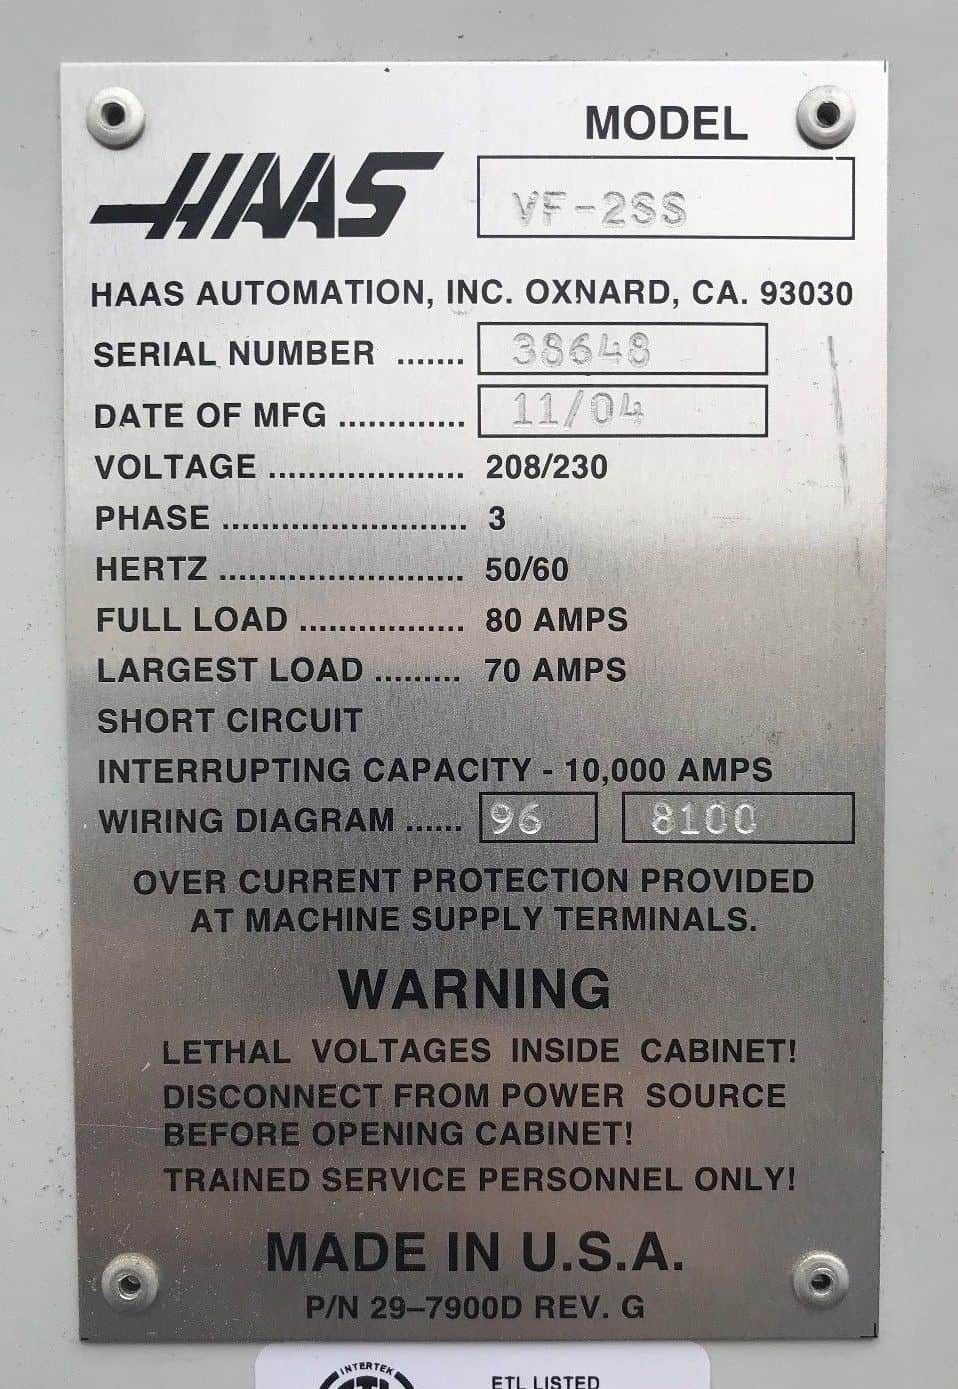 MODEL
HAAS
VF-2SS
HAAS AUTOMATION, INC. OXNARD, CA. 93030
SERIAL NUMBER ....... 38648
DATE OF MFG ............. 11/04
VOLTAGE .................... 208/230
PHASE ......................... 3
HERTZ ......................... 50/60
FULL LOAD ................. 80 AMPS
LARGEST LOAD ......... 70 AMPS
SHORT CIRCUIT
INTERRUPTING CAPACITY - 10,000 AMPS
WIRING DIAGRAM ...... 96 8100
OVER CURRENT PROTECTION PROVIDED
AT MACHINE SUPPLY TERMINALS.
WARNING
LETHAL VOLTAGES INSIDE CABINET!
DISCONNECT FROM POWER SOURCE
BEFORE OPENING CABINET!
TRAINED SERVICE PERSONNEL ONLY!
MADE IN U.S.A.
P/N 29-7900D REV. G
INTERTEK
ETL LISTED